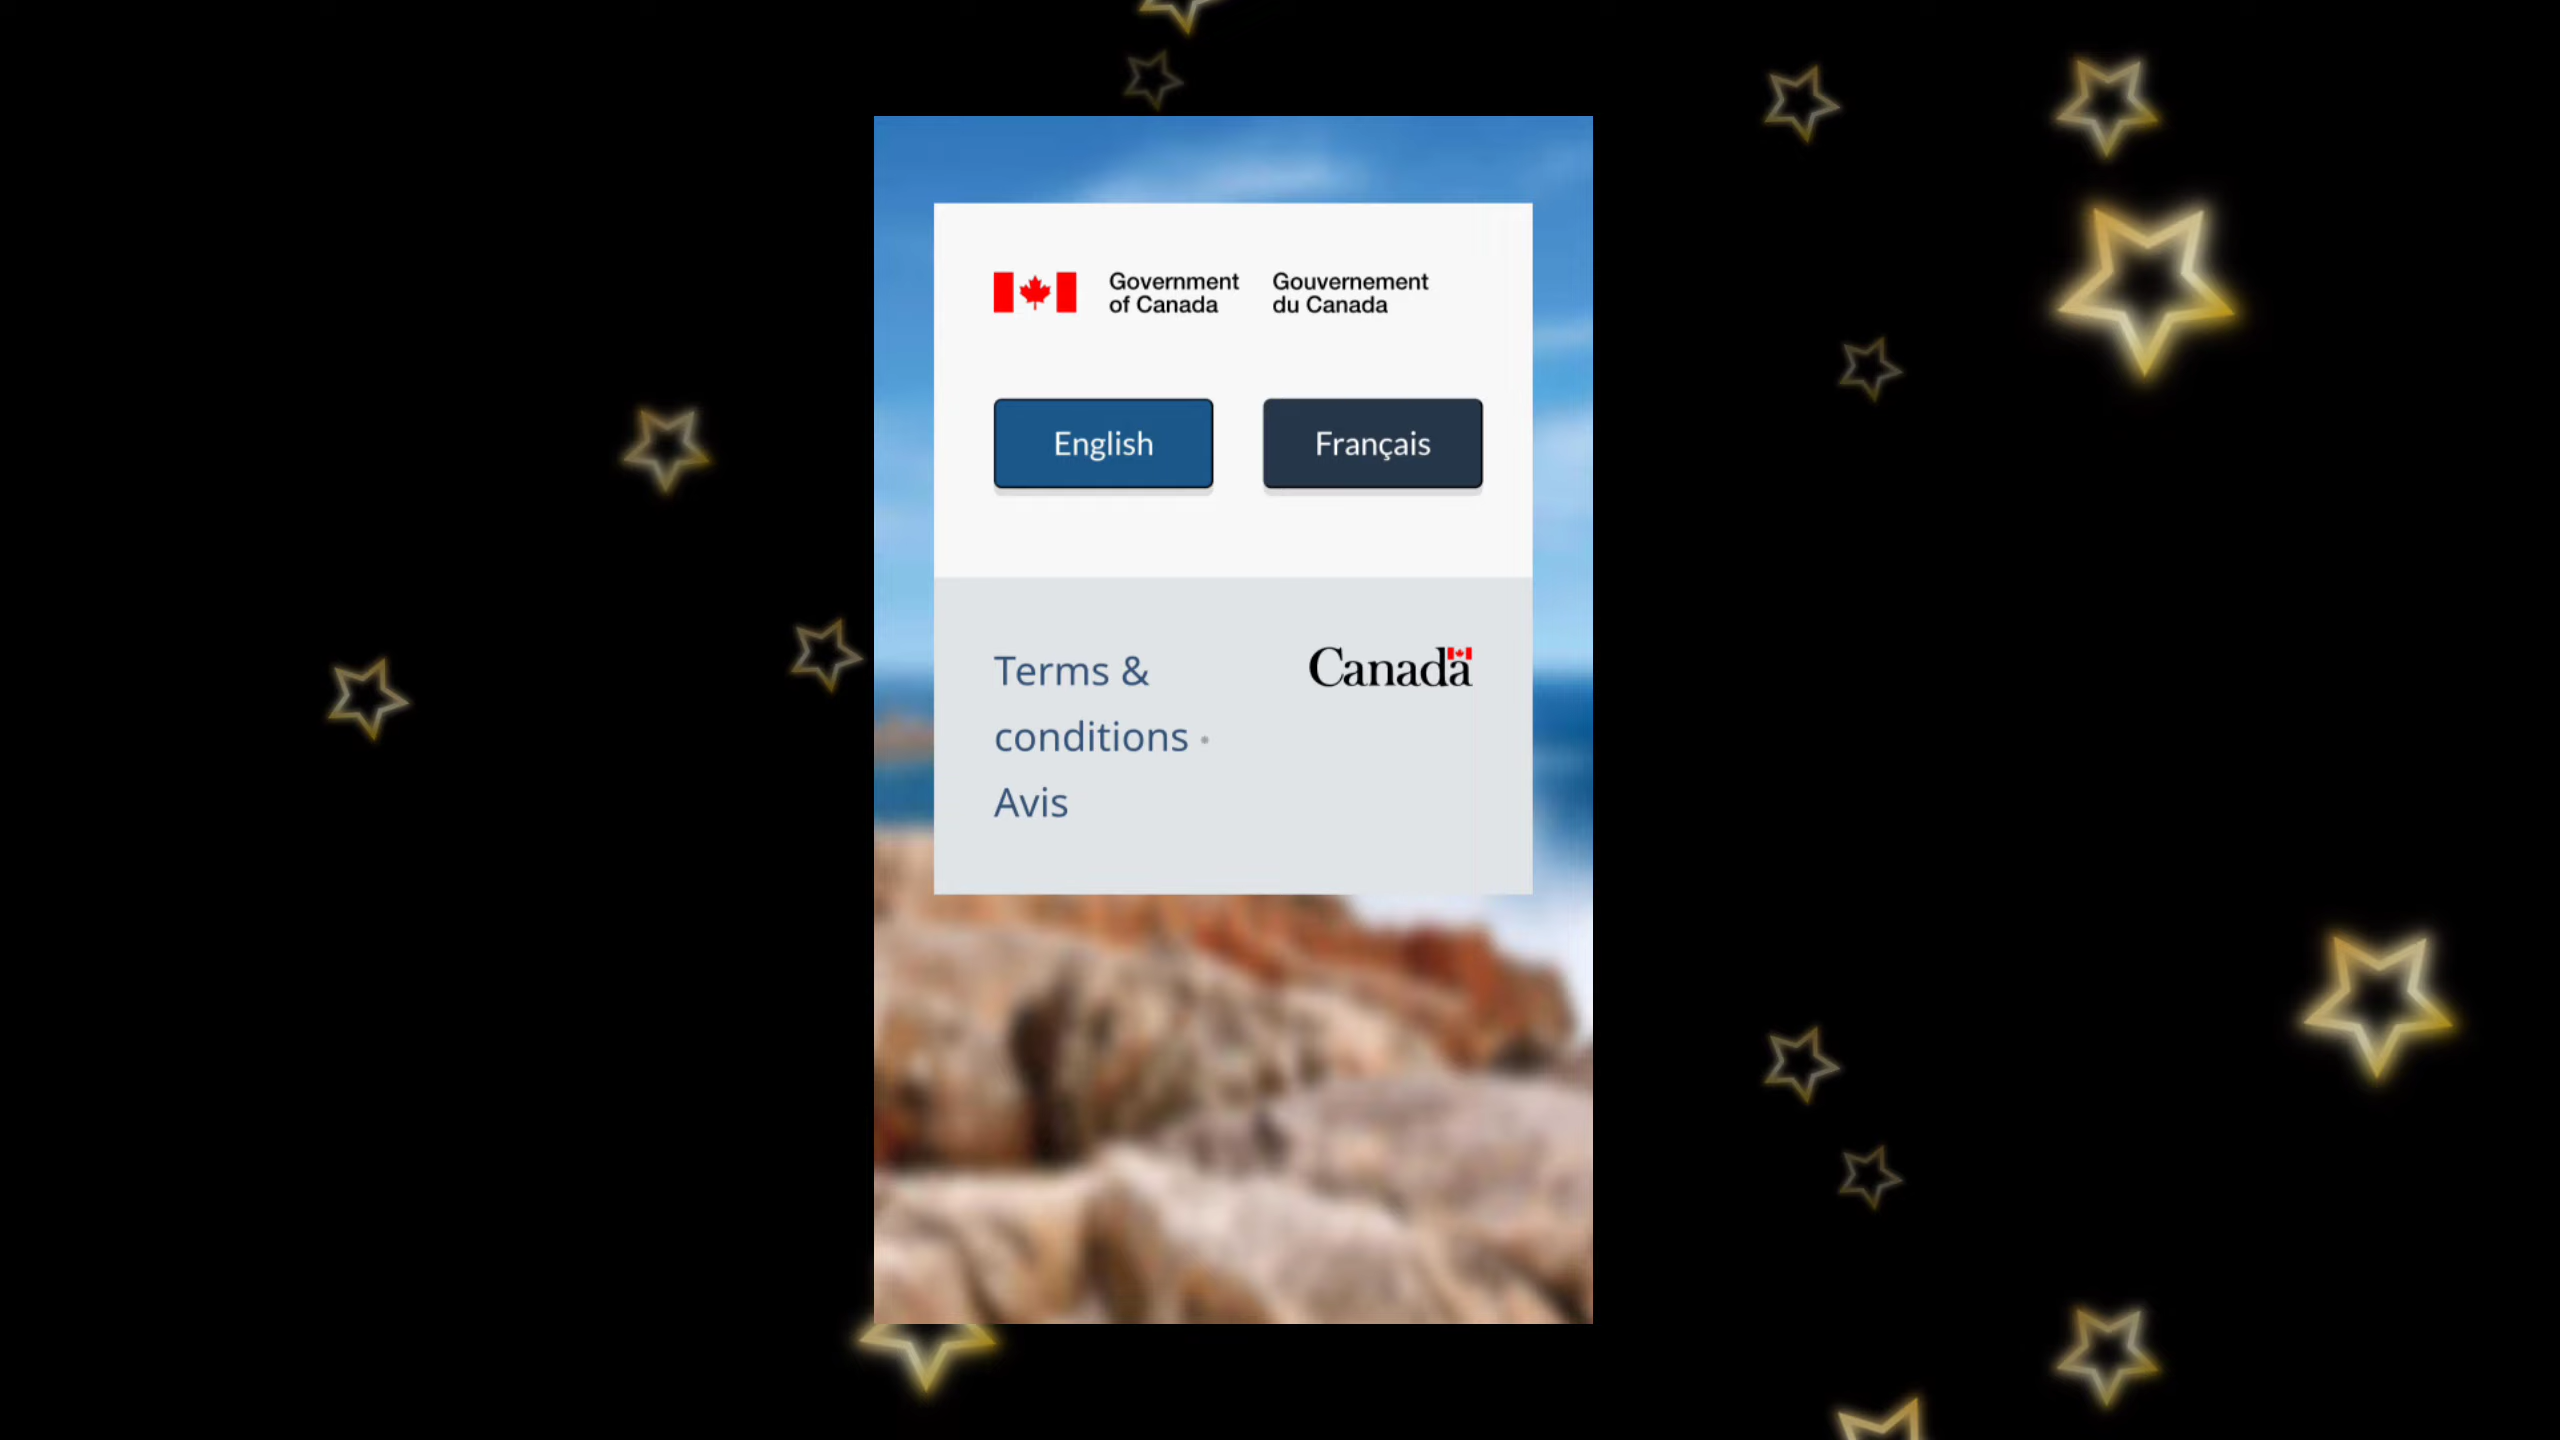 Government Gouvernement
of Canada du Canada
English Français
Terms &
conditions •
Avis
Canada